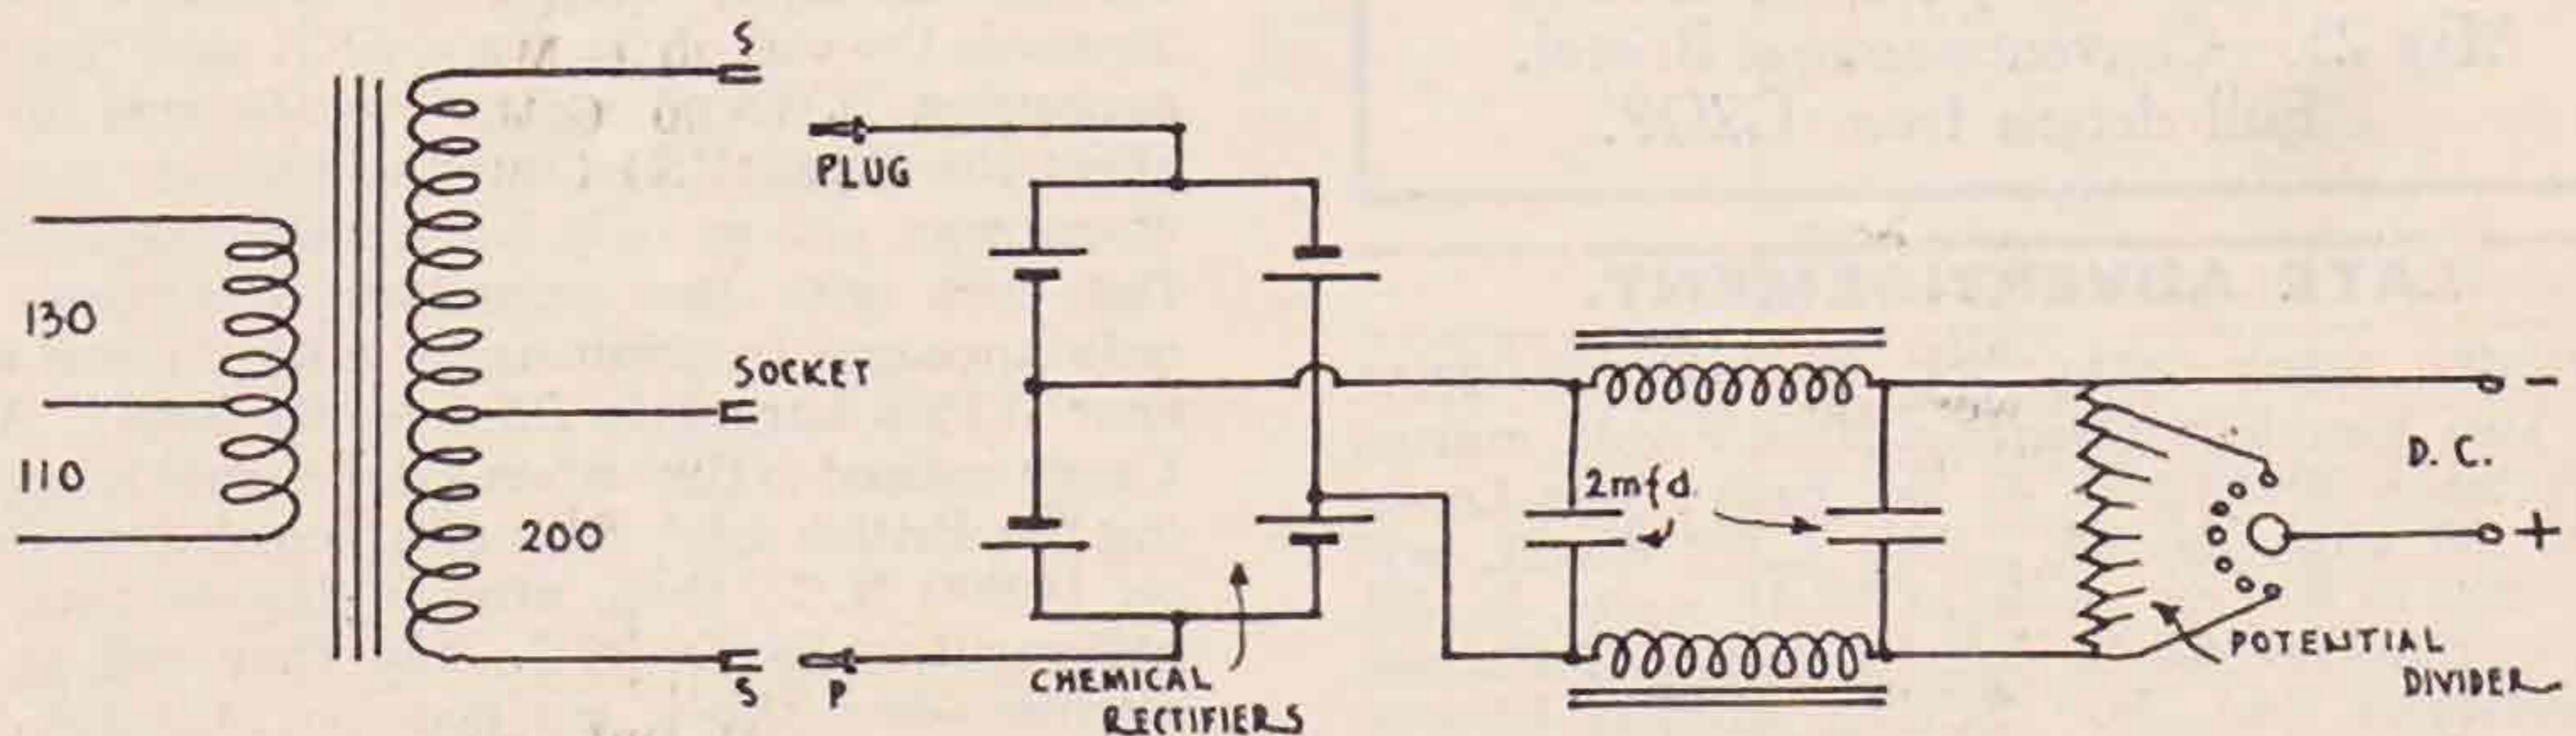 S
PLUG
130
SOCKET
110
200
2mfd.
D. C.
-
+
S
P
CHEMICAL
RECTIFIERS
POTENTIAL
DIVIDER